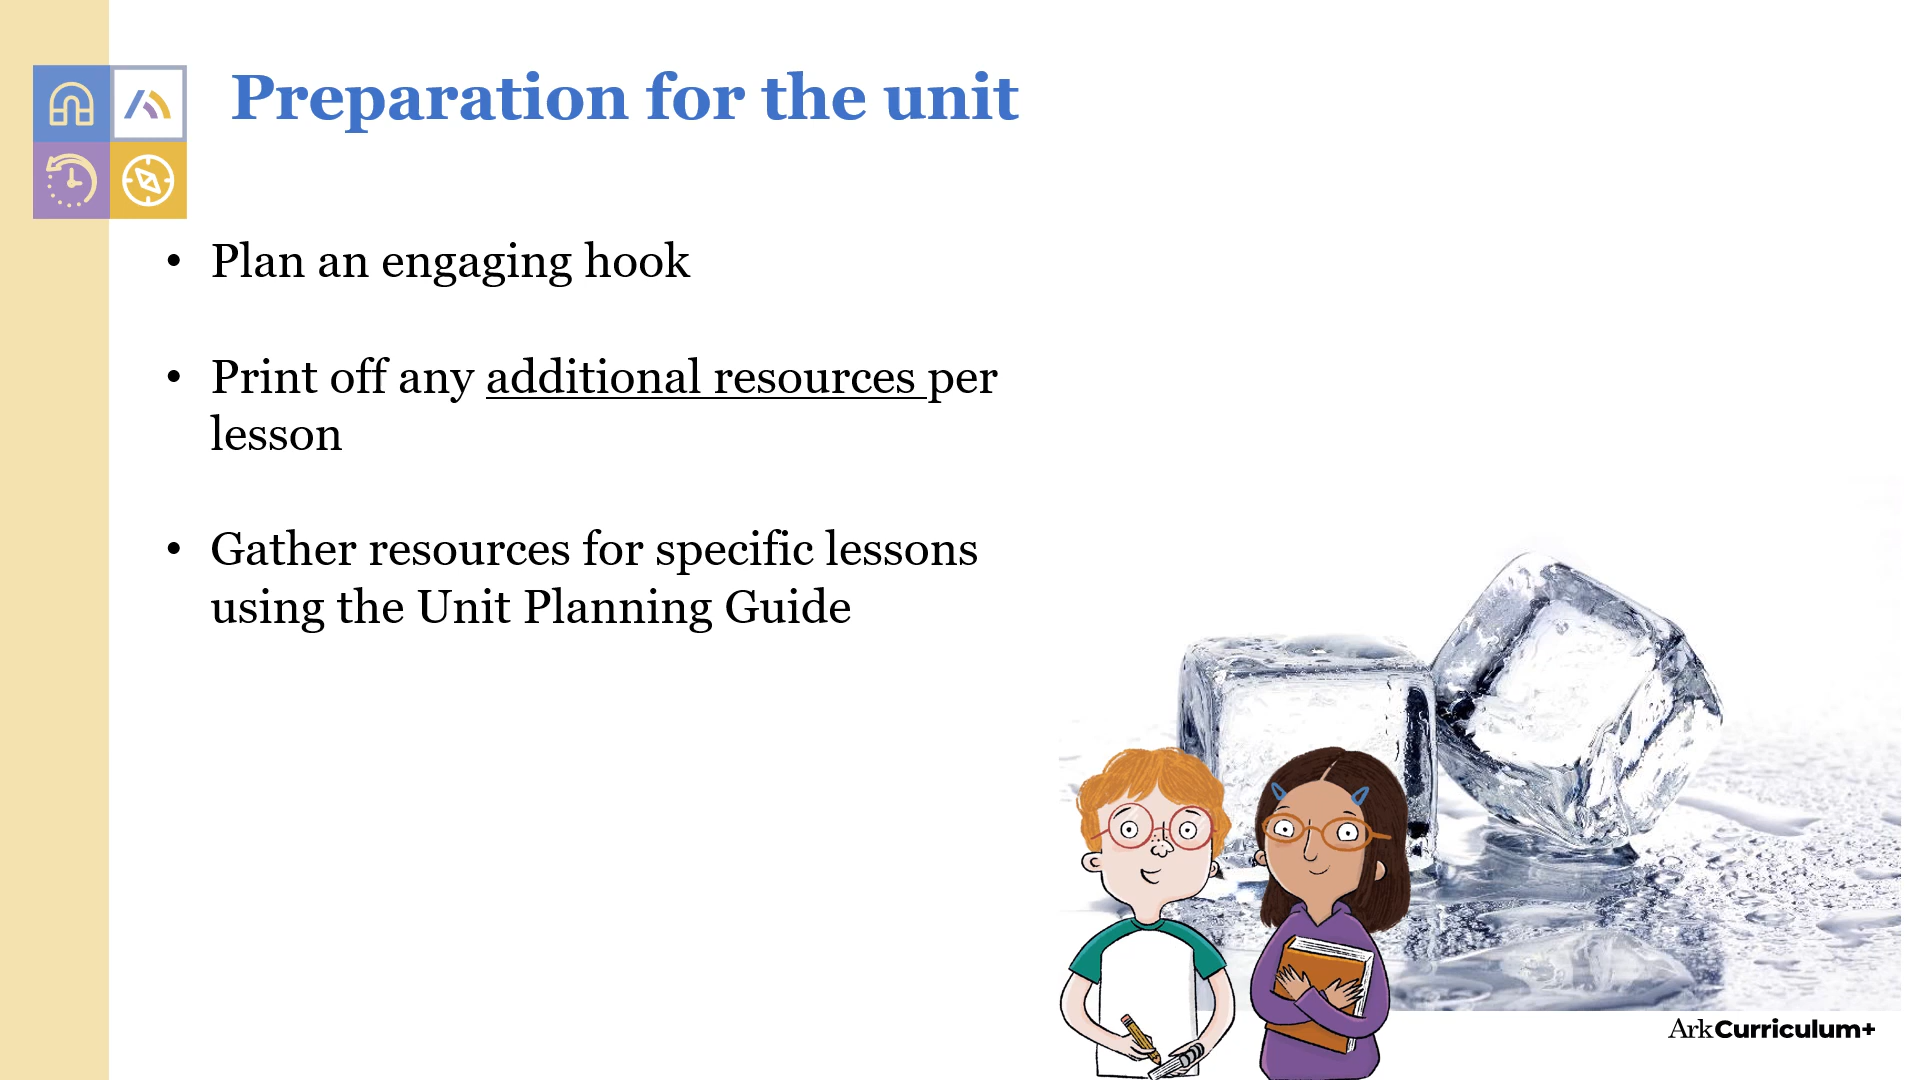 Preparation for the unit
• Plan an engaging hook
• Print off any additional resources per
lesson
• Gather resources for specific lessons
using the Unit Planning Guide
ArkCurriculum+